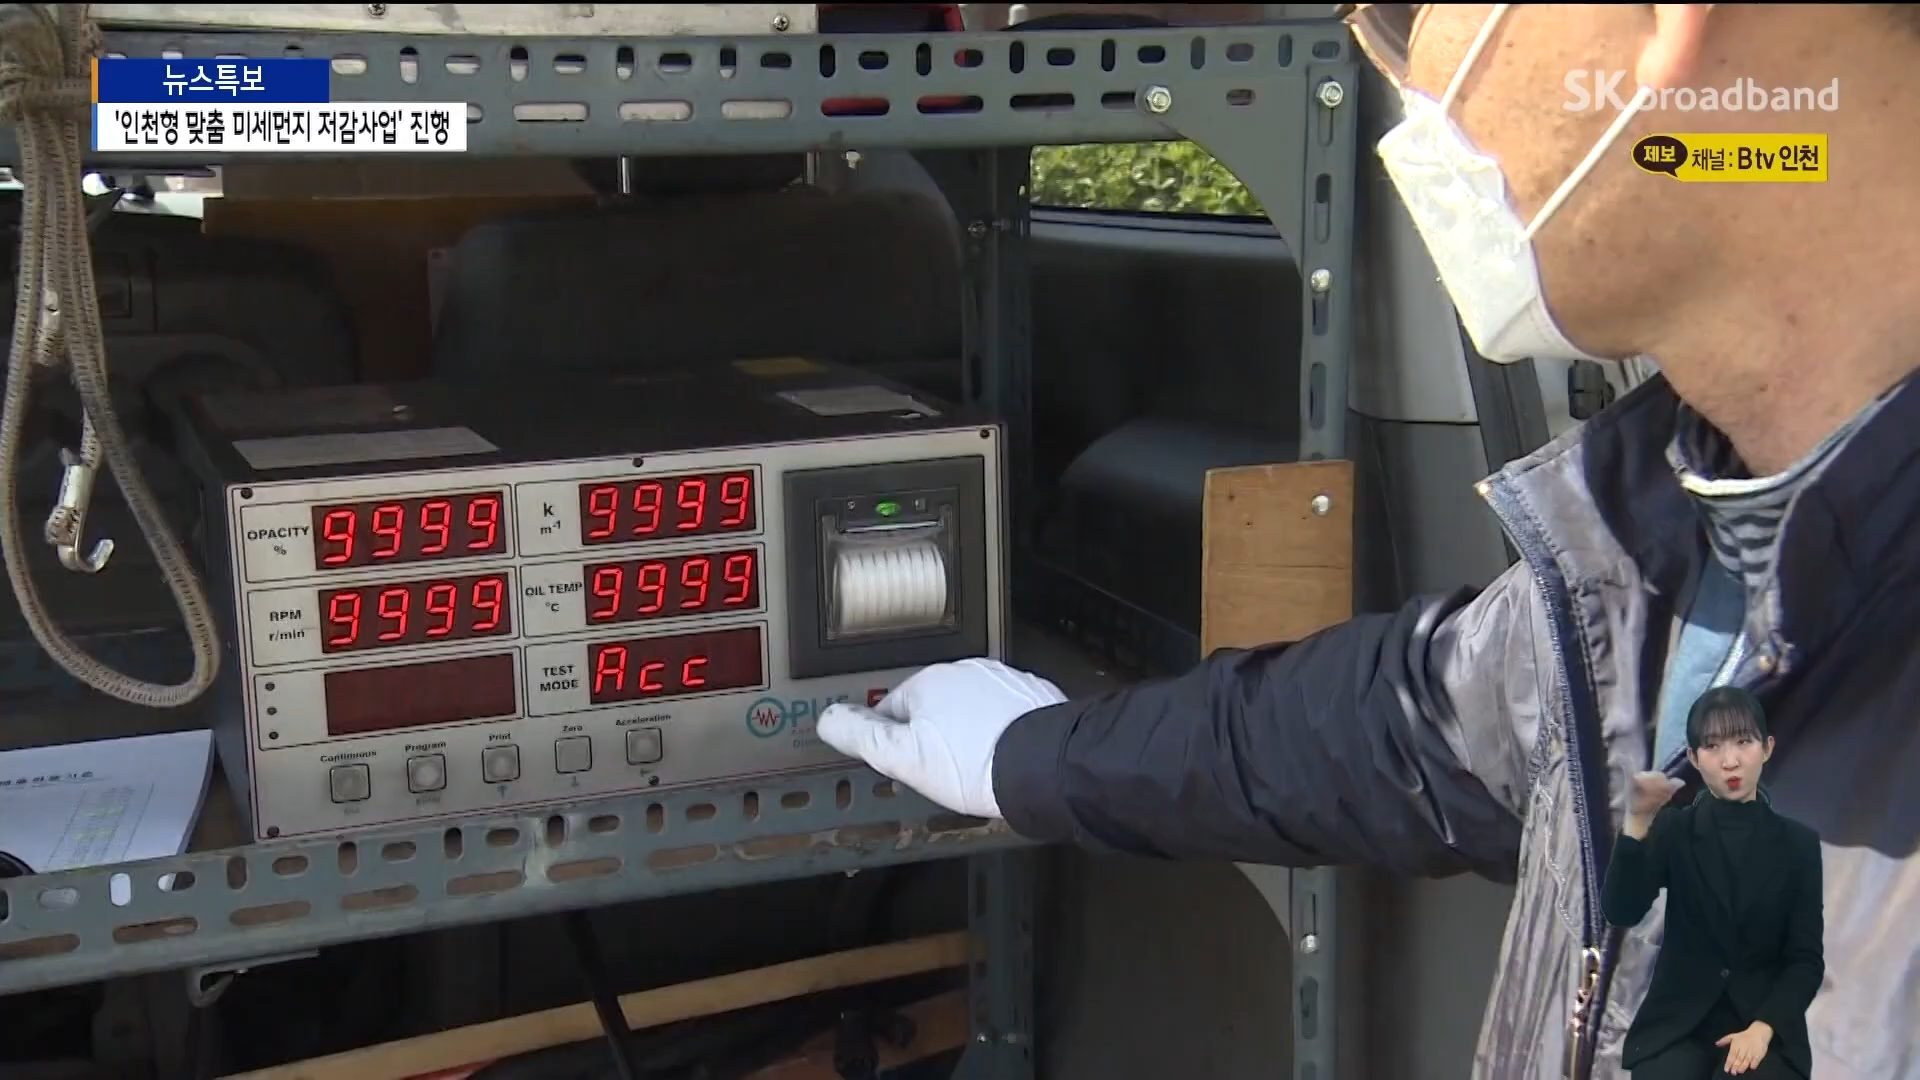 뉴스특보
'인천형 맞춤 미세먼지 저감사업' 진행
SK broadband
제보 채널 : B tv 인천
OPACITY
%
9999
k
m-1
9999
RPM
r/min
9999
OIL TEMP
°C
9999
TEST
MODE
Acc
Continuous
Program
Print
Zero
Acceleration
OPUS